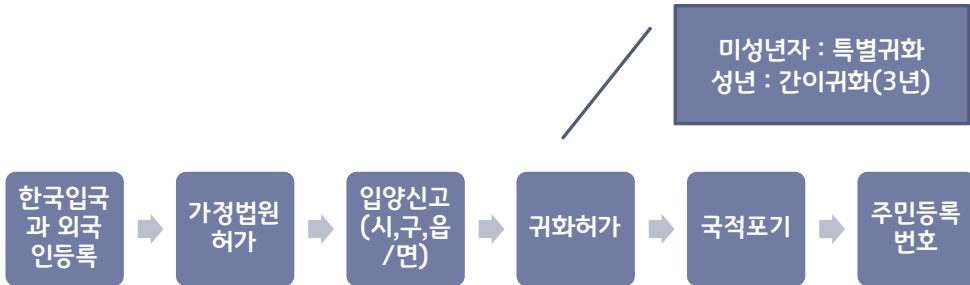 미성년자 : 특별귀화
성년 : 간이귀화(3년)
한국입국
과 외국
인등록
가정법원
허가
입양신고
(시,구,읍
/면)
귀화허가
국적포기
주민등록
번호